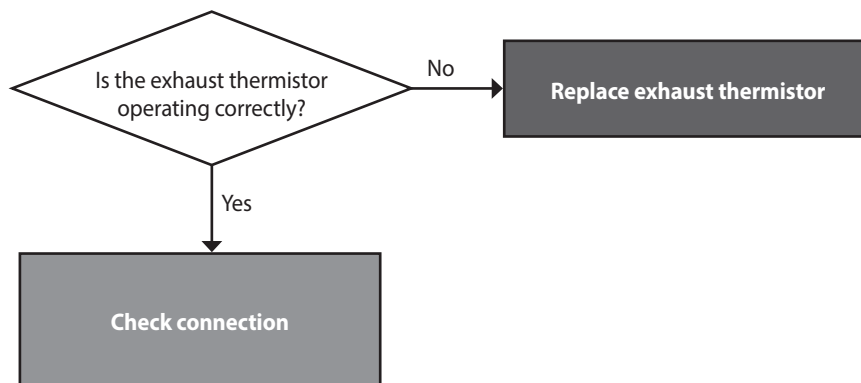 Is the exhaust thermistor
operating correctly?
No
Replace exhaust thermistor
Yes
Check connection